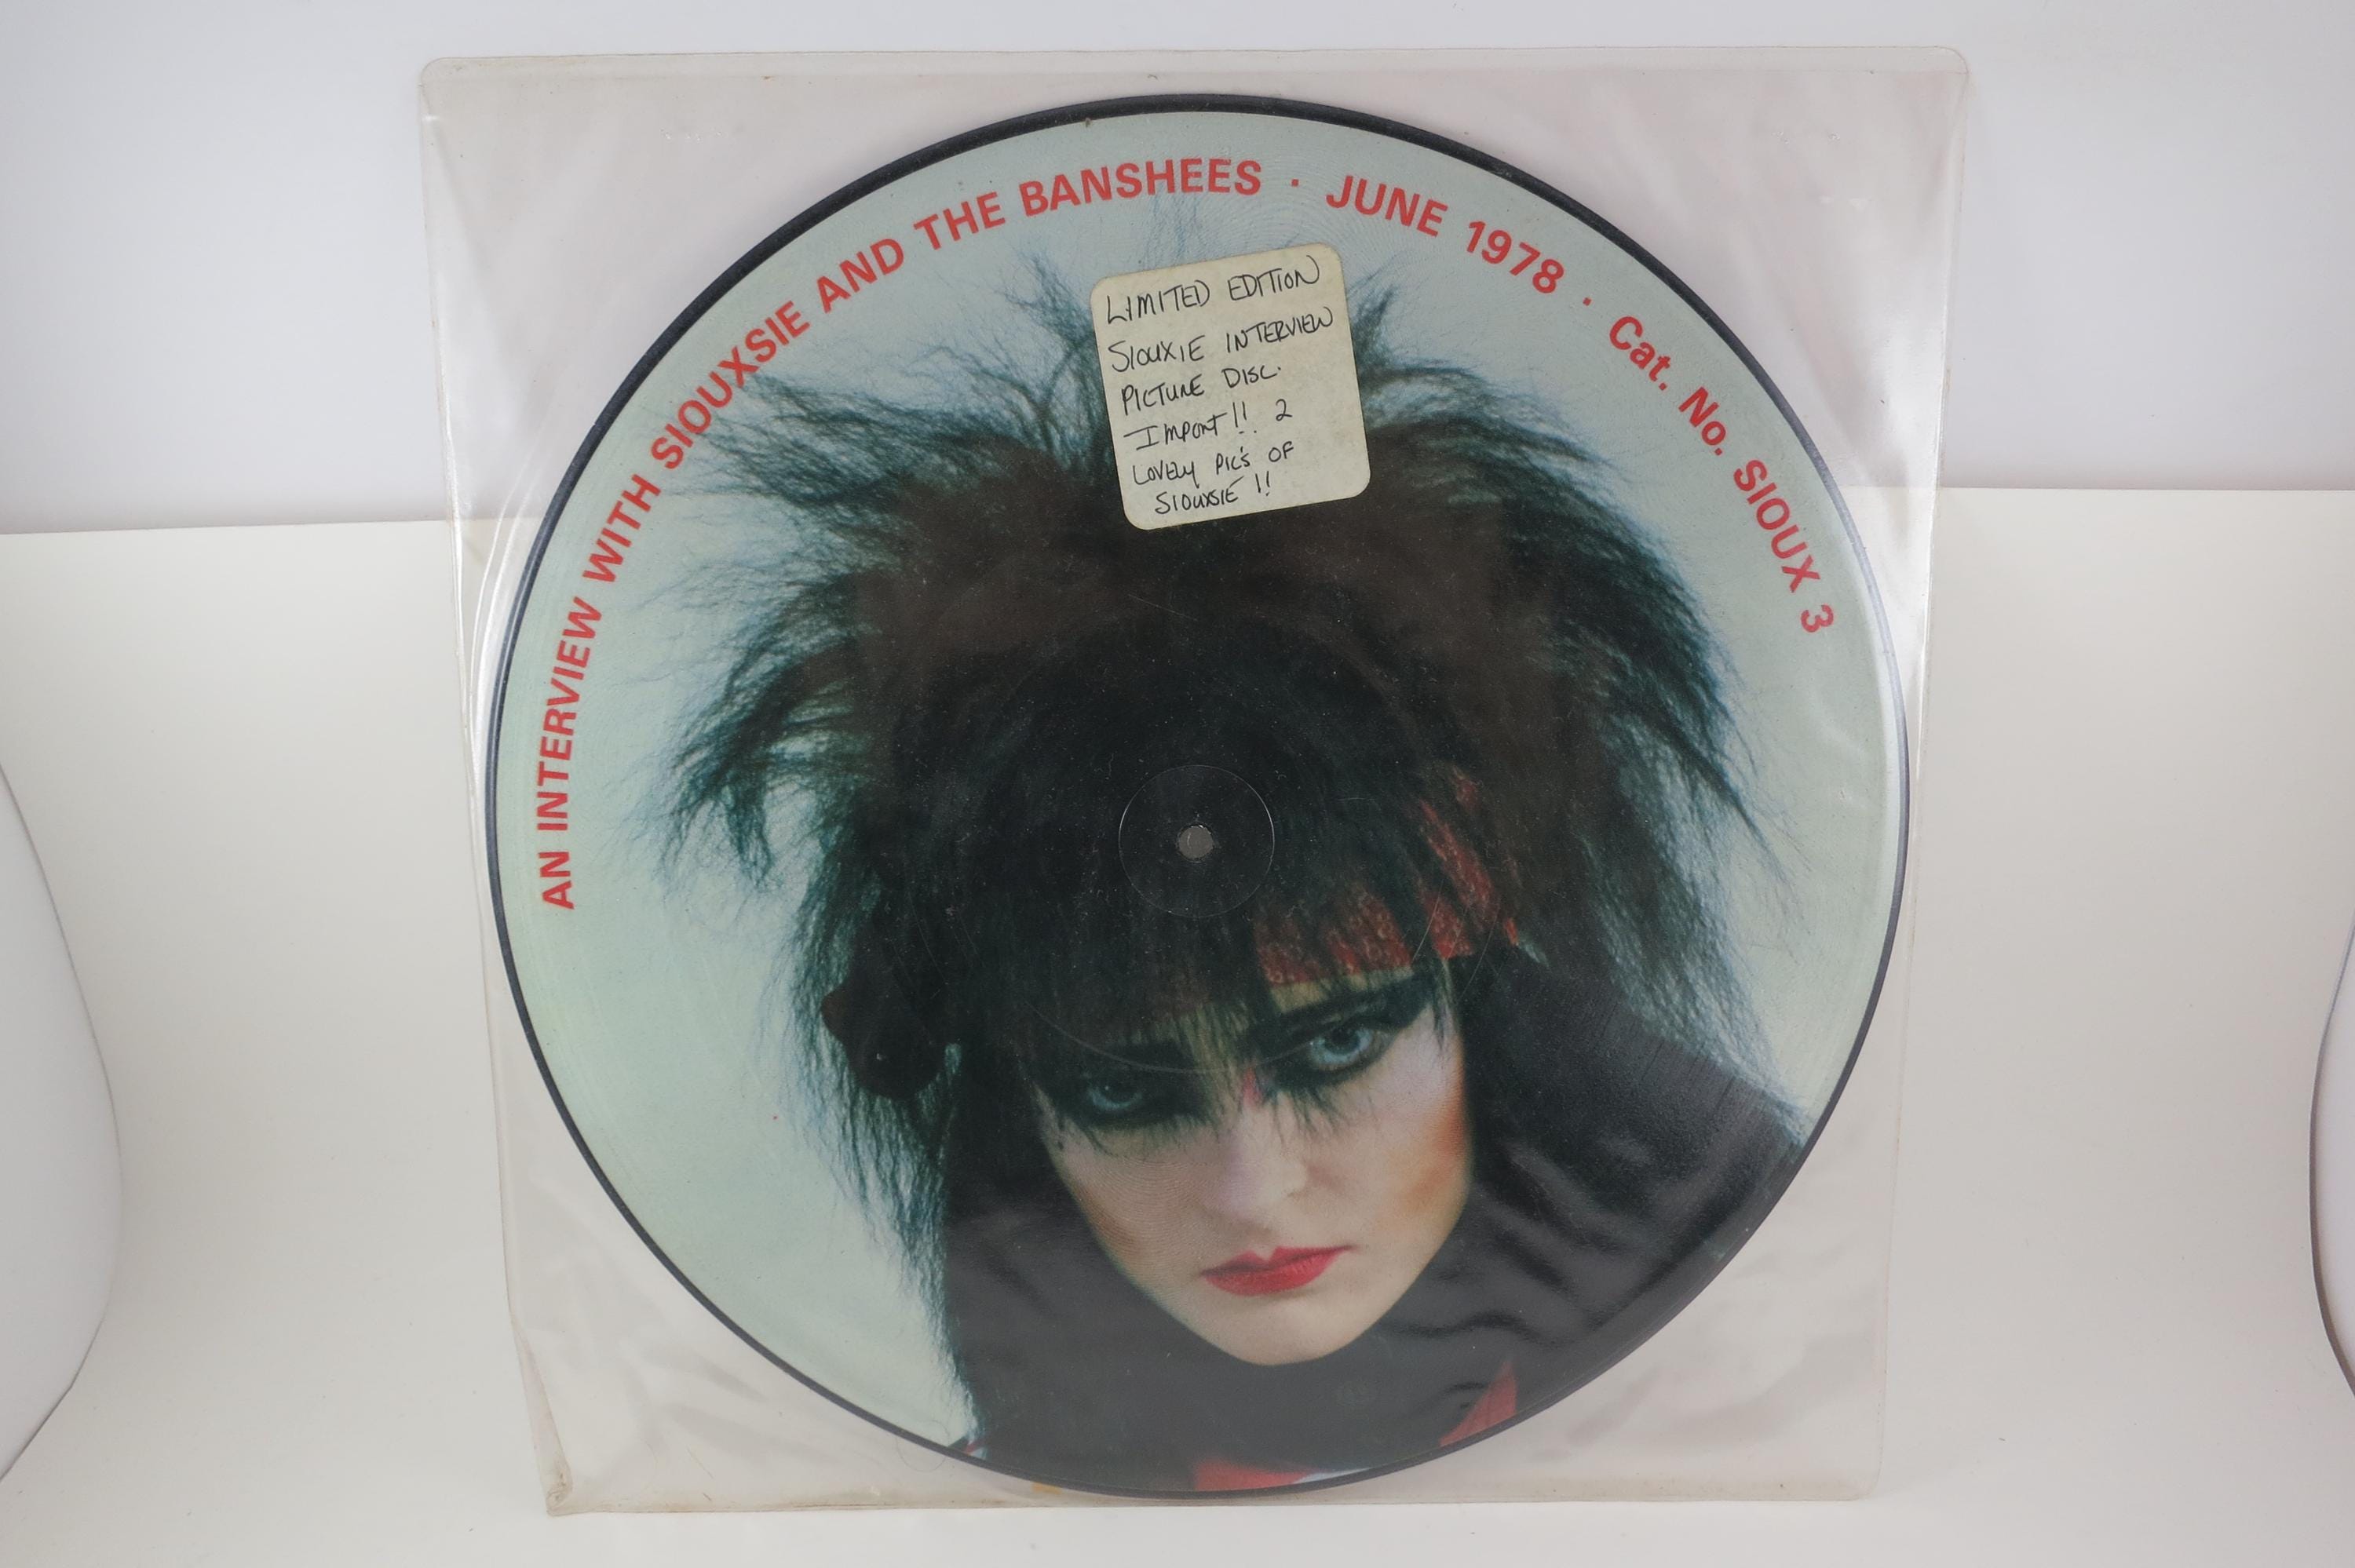 AN INTERVIEW WITH SIOUXSIE AND THE BANSHEES · JUNE 1978 · Cat. No. SIOUX 3
LIMITED EDITION
SIOUXIE INTERVIEW
PICTURE DISC.
IMPORT!! 2
LOVELY PIC'S OF
SIOUXSIE !!